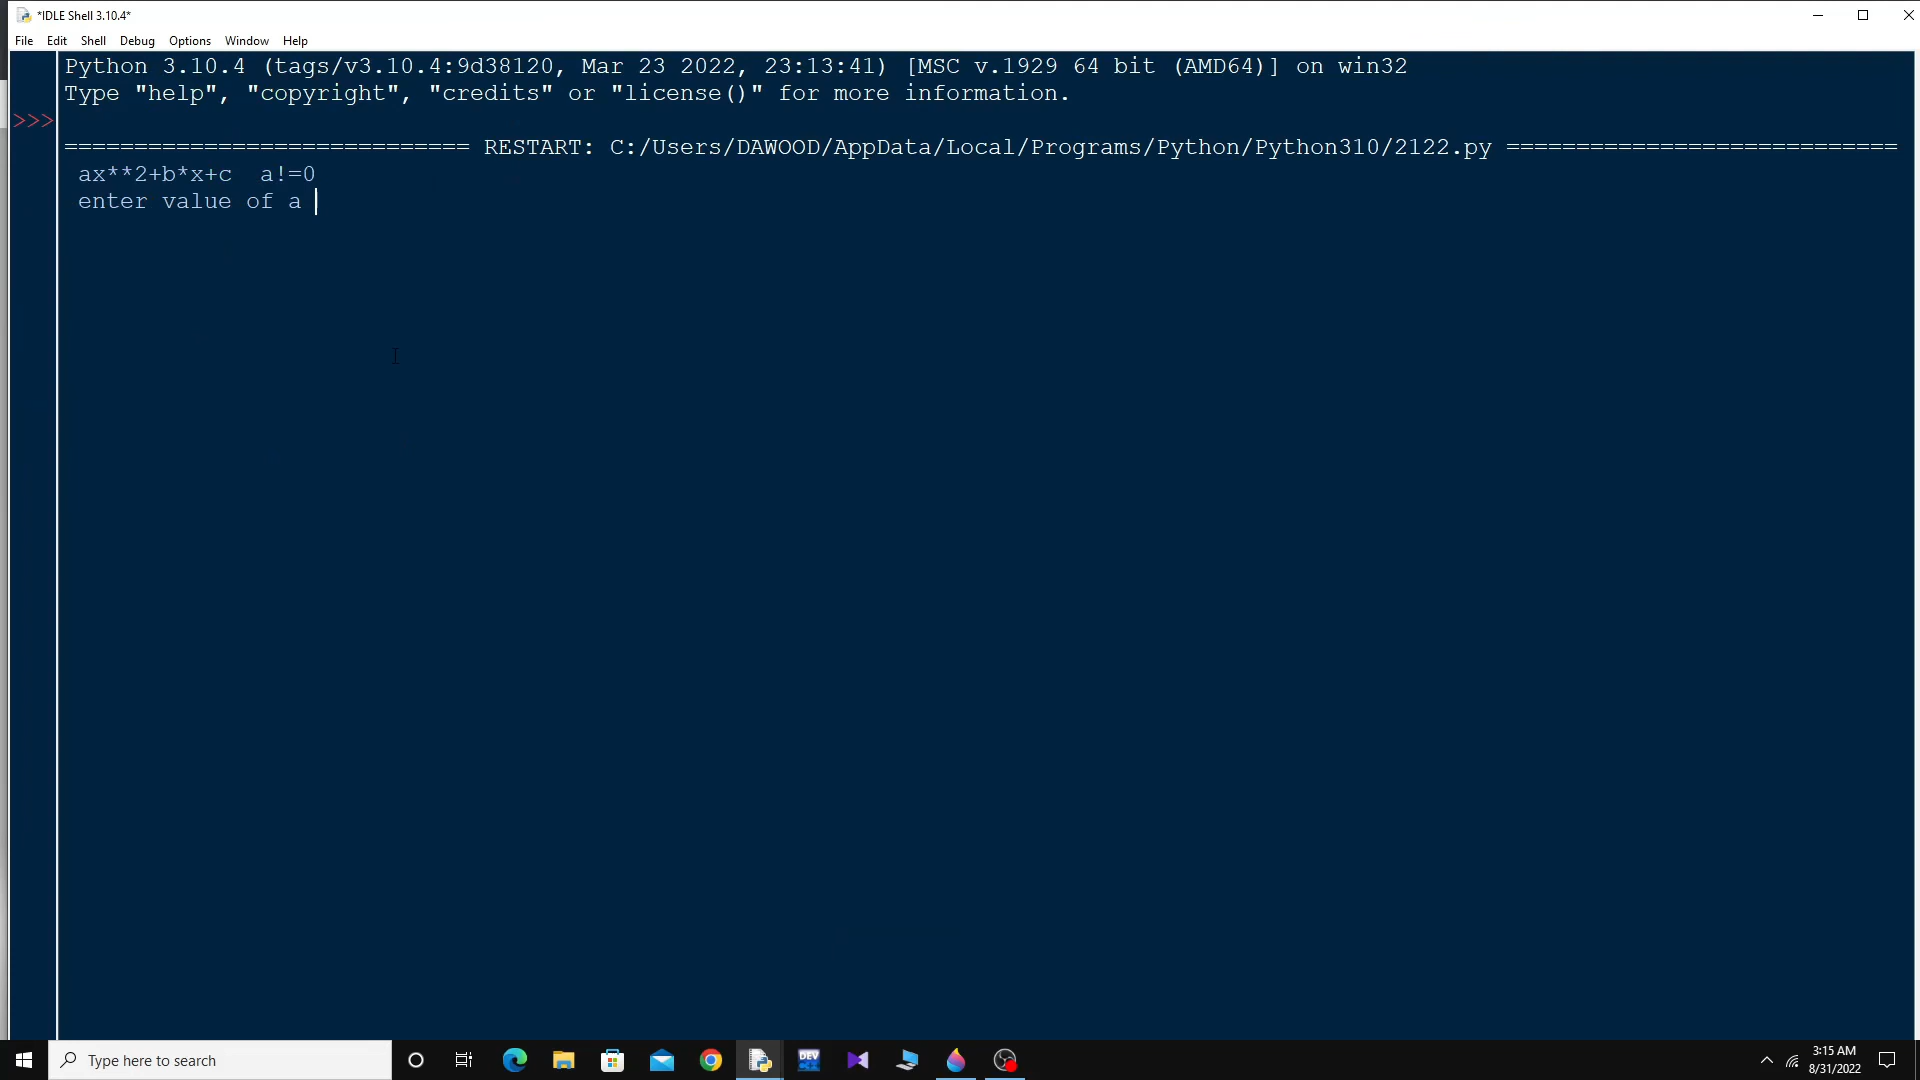 *IDLE Shell 3.10.4*
File Edit Shell Debug Options Window Help
Python 3.10.4 (tags/v3.10.4:9d38120, Mar 23 2022, 23:13:41) [MSC v.1929 64 bit (AMD64)] on win32
Type "help", "copyright", "credits" or "license()" for more information.
>>>
============================= RESTART: C:/Users/DAWOOD/AppData/Local/Programs/Python/Python310/2122.py ============================
ax**2+b*x+c  a!=0
enter value of a
Type here to search
DEV
3:15 AM
8/31/2022